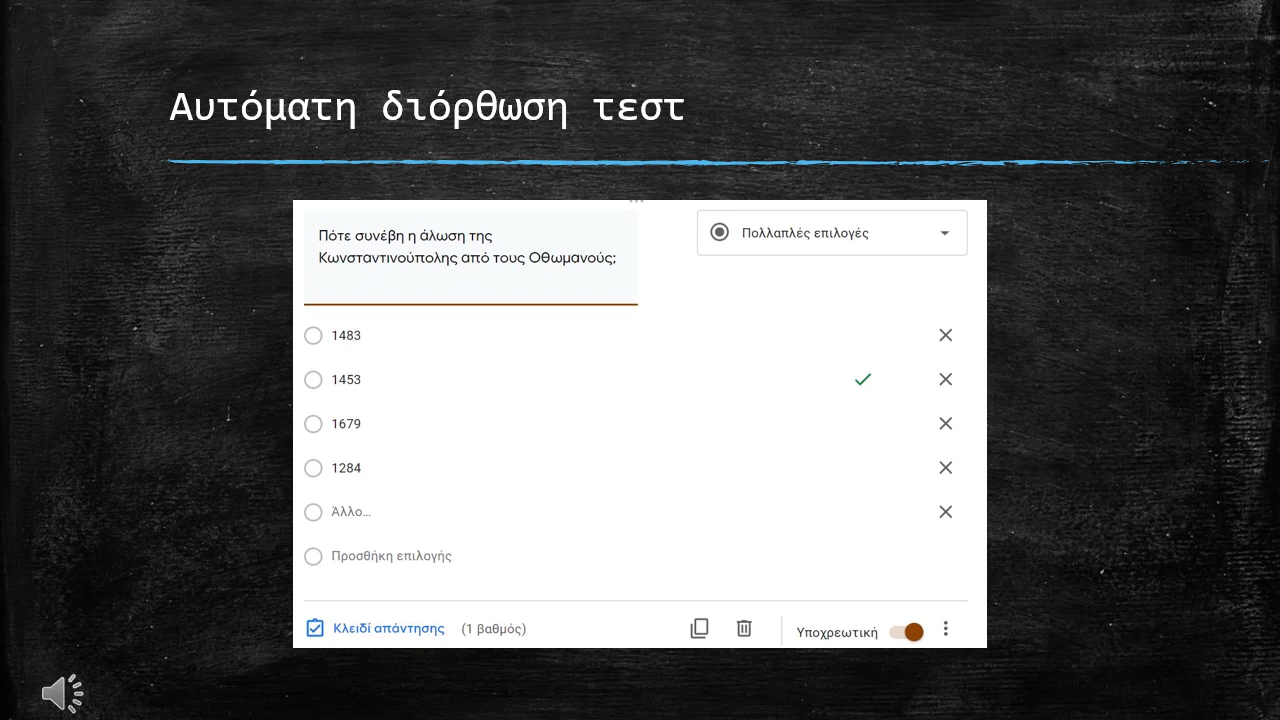 Αυτόματη διόρθωση τεστ
Πότε συνέβη η άλωση της
Κωνσταντινούπολης από τους Οθωμανούς;
Πολλαπλές επιλογές
1483
1453
1679
1284
Άλλο...
Προσθήκη επιλογής
Κλειδί απάντησης (1 βαθμός)
Υποχρεωτική